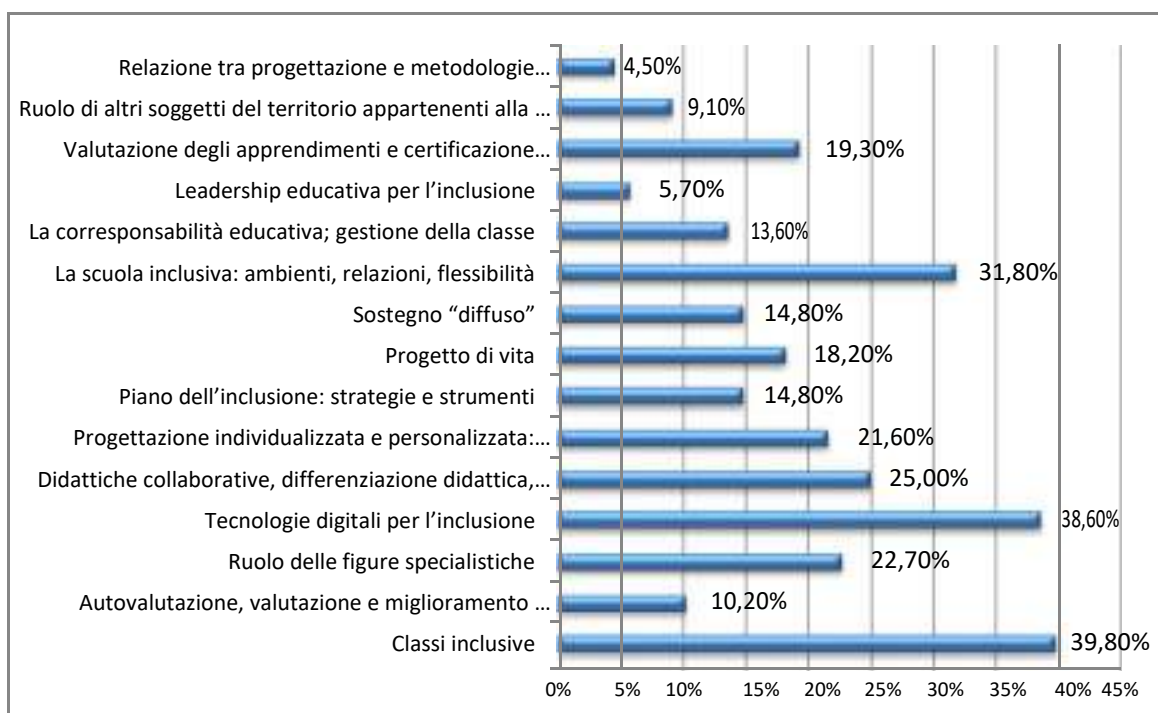 Relazione tra progettazione e metodologie... 4,50%
Ruolo di altri soggetti del territorio appartenenti alla ... 9,10%
Valutazione degli apprendimenti e certificazione... 19,30%
Leadership educativa per l’inclusione 5,70%
La corresponsabilità educativa; gestione della classe 13,60%
La scuola inclusiva: ambienti, relazioni, flessibilità 31,80%
Sostegno “diffuso” 14,80%
Progetto di vita 18,20%
Piano dell’inclusione: strategie e strumenti 14,80%
Progettazione individualizzata e personalizzata:... 21,60%
Didattiche collaborative, differenziazione didattica,... 25,00%
Tecnologie digitali per l’inclusione 38,60%
Ruolo delle figure specialistiche 22,70%
Autovalutazione, valutazione e miglioramento ... 10,20%
Classi inclusive 39,80%
0% 5% 10% 15% 20% 25% 30% 35% 40% 45%